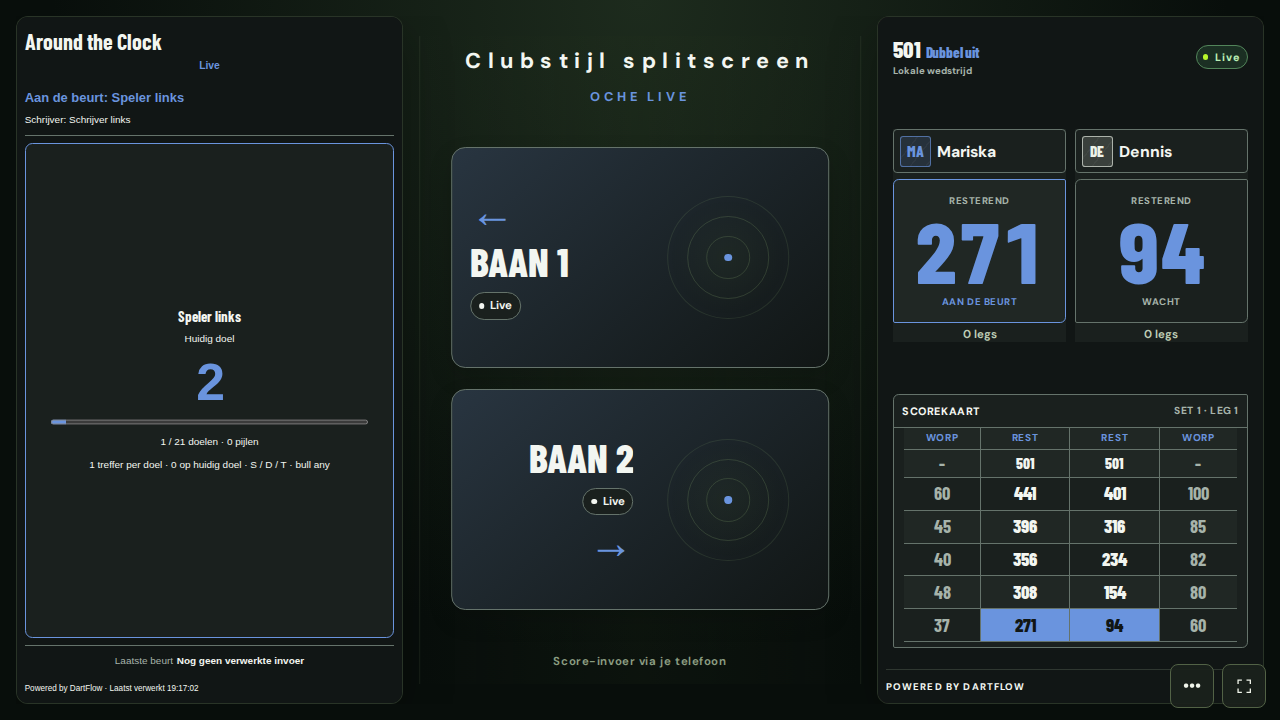 Around the Clock
Live
Aan de beurt: Speler links
Schrijver: Schrijver links
Speler links
Huidig doel
2
1 / 21 doelen · 0 pijlen
1 treffer per doel · 0 op huidig doel · S / D / T · bull any
Laatste beurt Nog geen verwerkte invoer
Powered by DartFlow · Laatst verwerkt 19:17:02
Clubstijl splitscreen
OCHE LIVE
←
BAAN 1
Live
BAAN 2
Live
→
Score-invoer via je telefoon
501 Dubbel uit
Lokale wedstrijd
Live
MA Mariska
DE Dennis
RESTEREND
271
AAN DE BEURT
0 legs
RESTEREND
94
WACHT
0 legs
SCOREKAART SET 1 · LEG 1
WORP REST REST WORP
– 501 501 –
60 441 401 100
45 396 316 85
40 356 234 82
48 308 154 80
37 271 94 60
POWERED BY DARTFLOW